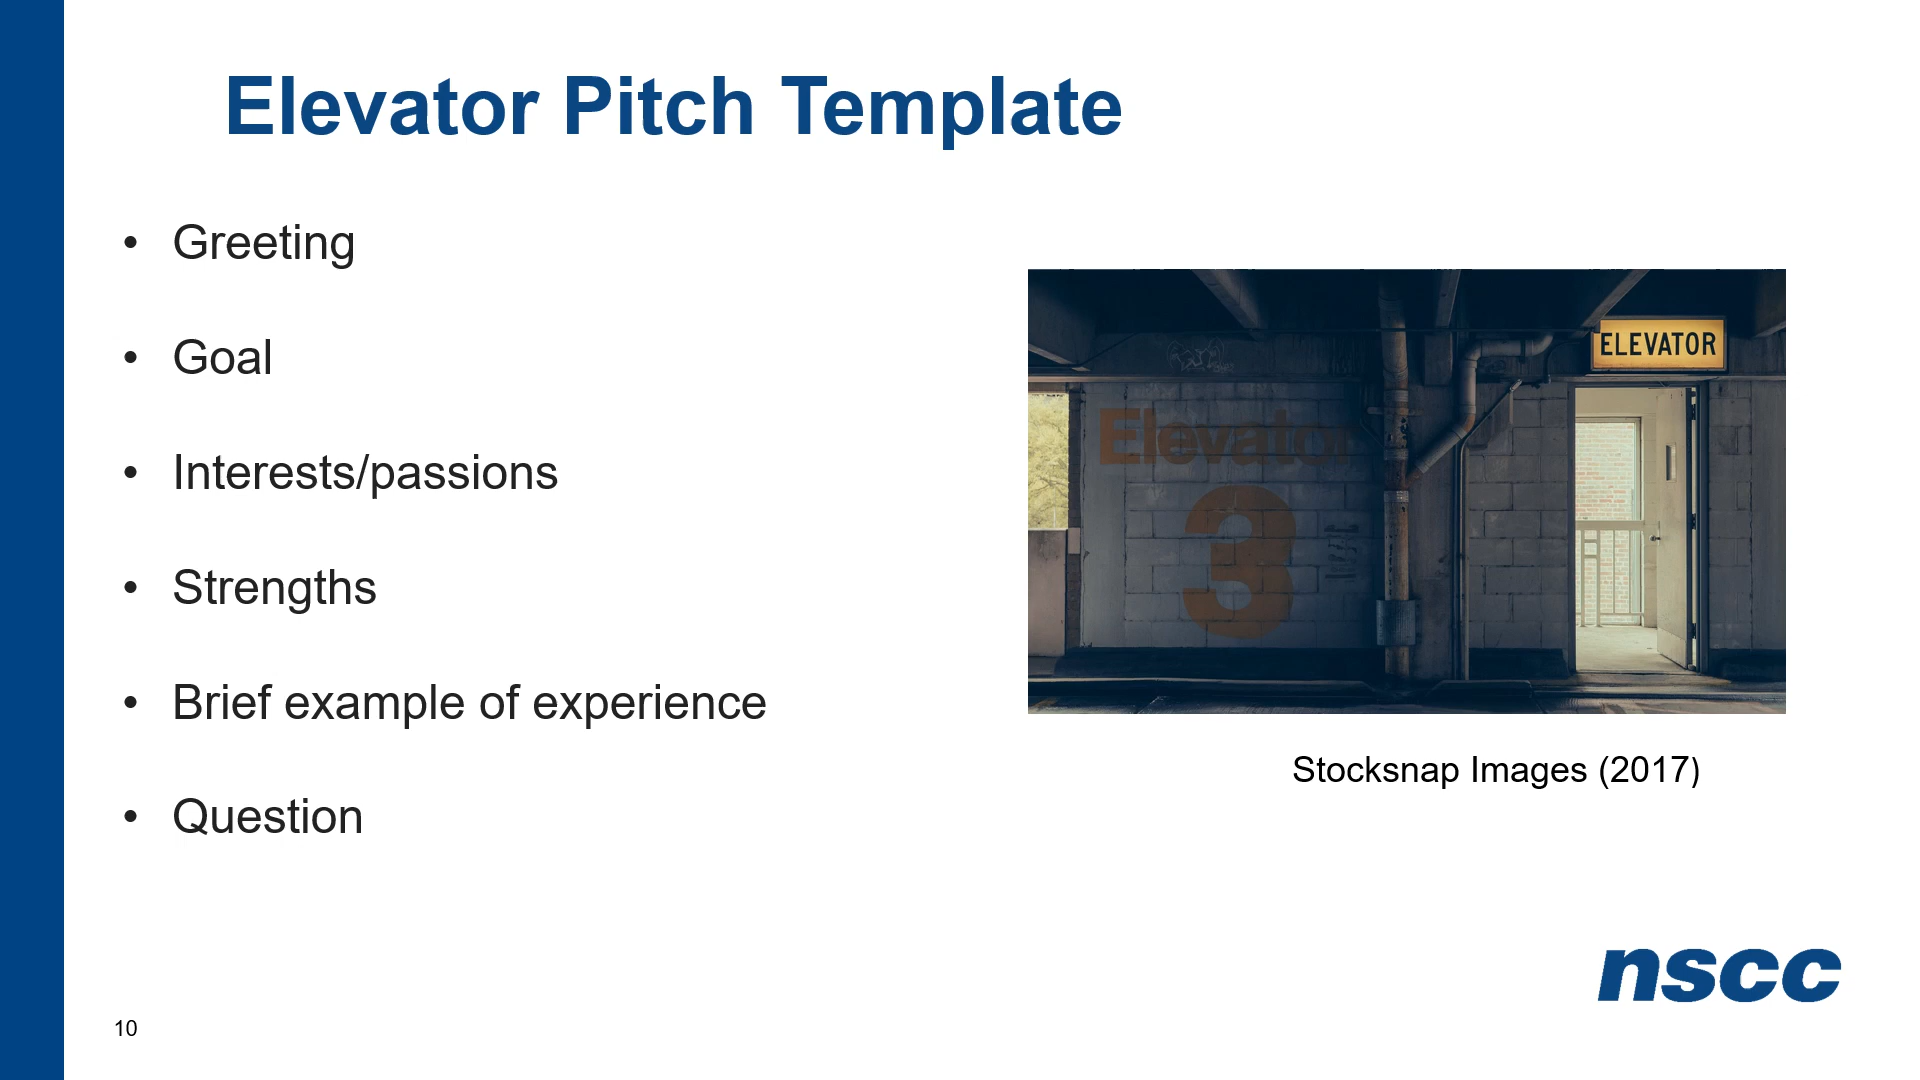 Elevator Pitch Template
• Greeting
• Goal
• Interests/passions
• Strengths
• Brief example of experience
• Question
ELEVATOR
Elevator
3
Stocksnap Images (2017)
nscc
10